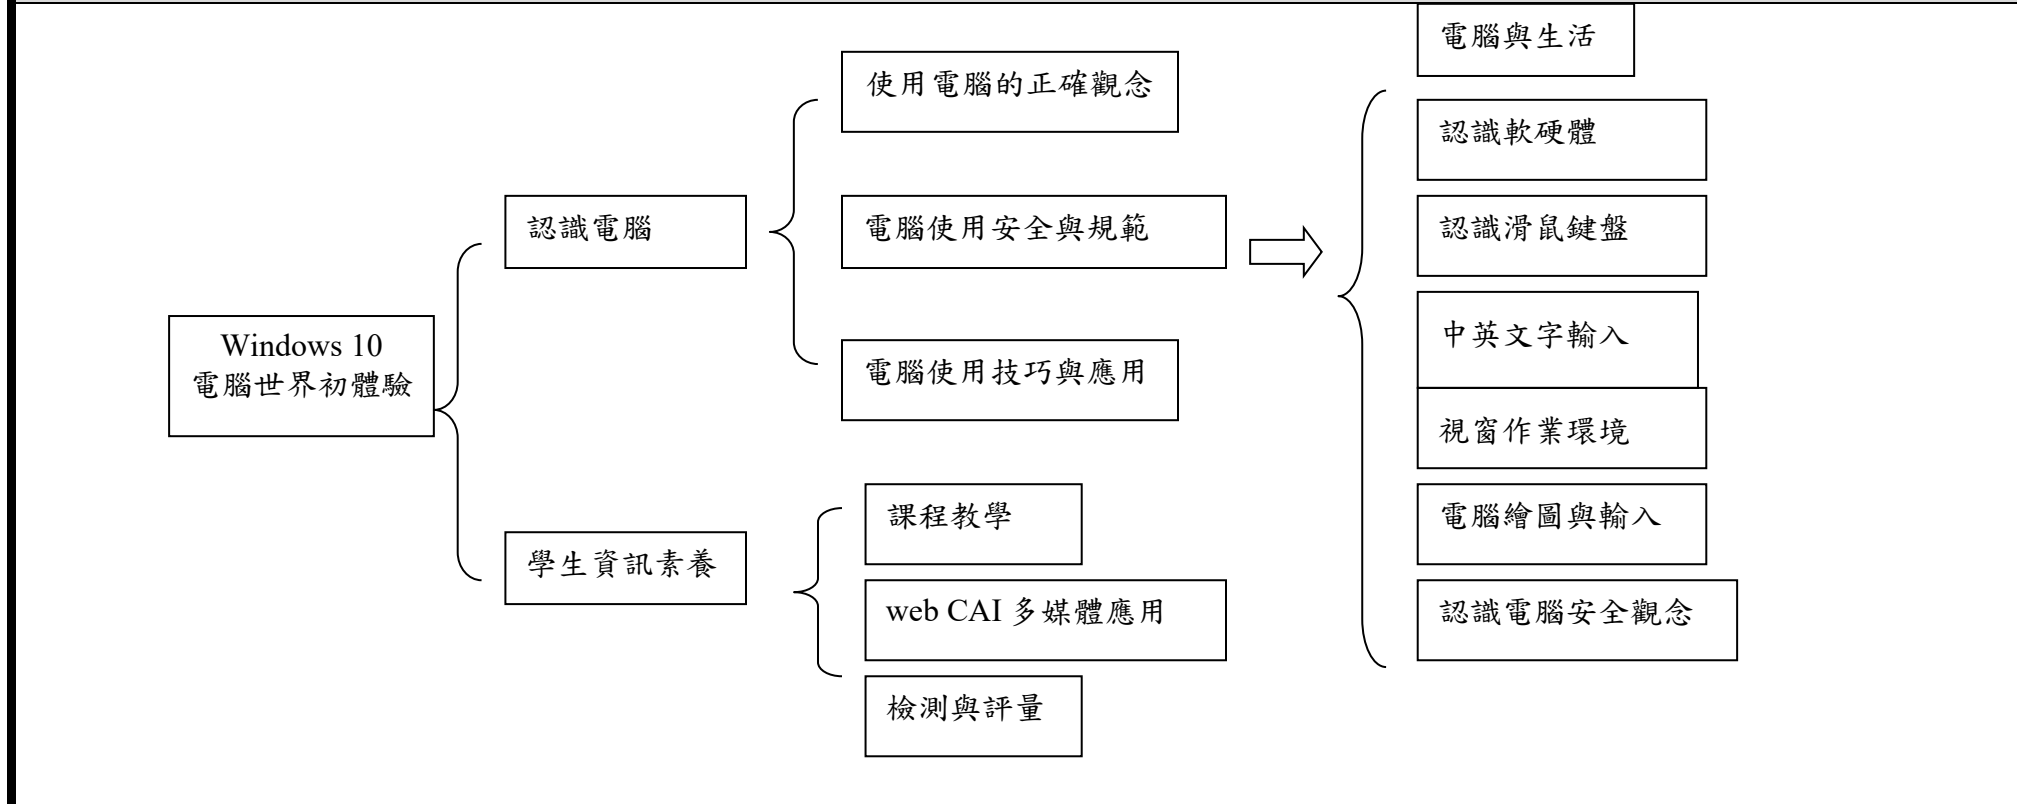 Windows 10
電腦世界初體驗
認識電腦
學生資訊素養
使用電腦的正確觀念
電腦使用安全與規範
電腦使用技巧與應用
課程教學
web CAI 多媒體應用
檢測與評量
電腦與生活
認識軟硬體
認識滑鼠鍵盤
中英文字輸入
視窗作業環境
電腦繪圖與輸入
認識電腦安全觀念